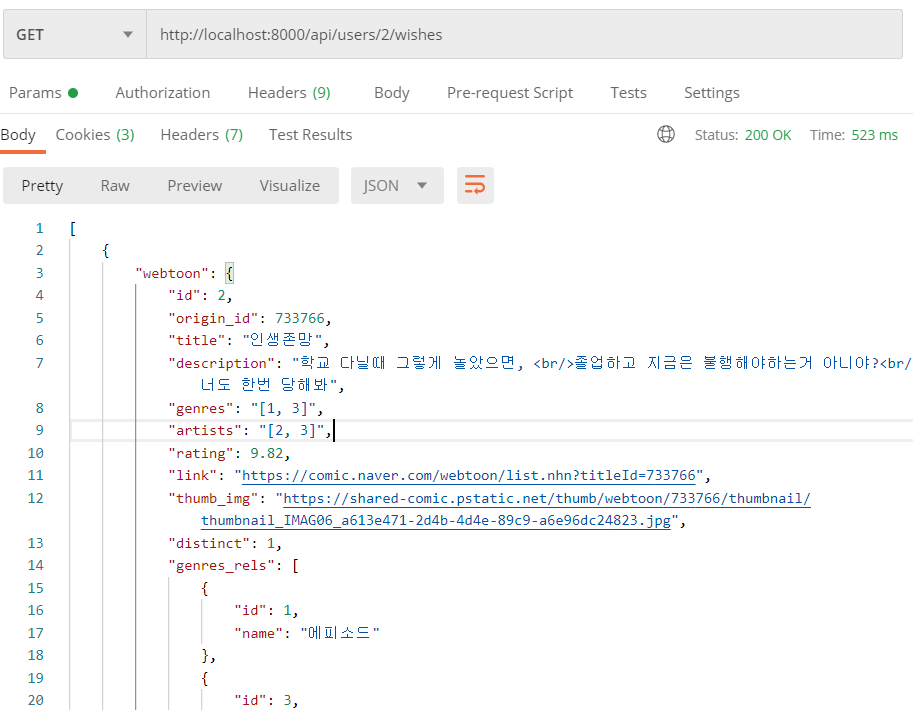 GET http://localhost:8000/api/users/2/wishes
Params Authorization Headers (9) Body Pre-request Script Tests Settings
Body Cookies (3) Headers (7) Test Results Status: 200 OK Time: 523 ms
Pretty Raw Preview Visualize JSON
1 [
2 {
3 "webtoon": {
4 "id": 2,
5 "origin_id": 733766,
6 "title": "인생존망",
7 "description": "학교 다닐때 그렇게 놀았으면, <br/>졸업하고 지금은 불행해야하는거 아니야?<br/
너도 한번 당해봐",
8 "genres": "[1, 3]",
9 "artists": "[2, 3]",
10 "rating": 9.82,
11 "link": "https://comic.naver.com/webtoon/list.nhn?titleId=733766",
12 "thumb_img": "https://shared-comic.pstatic.net/thumb/webtoon/733766/thumbnail/
thumbnail_IMAG06_a613e471-2d4b-4d4e-89c9-a6e96dc24823.jpg",
13 "distinct": 1,
14 "genres_rels": [
15 {
16 "id": 1,
17 "name": "에피소드"
18 },
19 {
20 "id": 3,